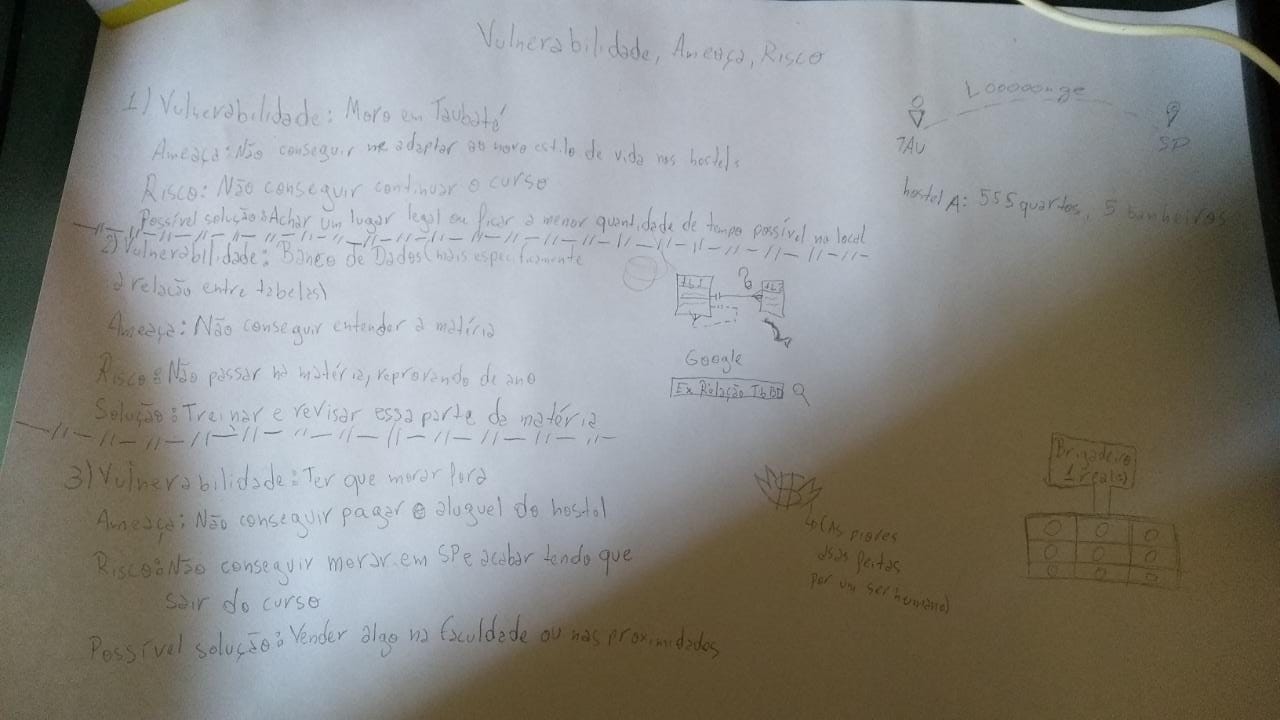 Vulnerabilidade, Ameaça, Risco
1) Vulnerabilidade: Moro em Taubaté
Ameaça: Não conseguir me adaptar ao novo estilo de vida nos hostels
Risco: Não conseguir continuar o curso
Possível solução: Achar um lugar legal ou ficar a menor quantidade de tempo possível no local
Looooonge
TAU
SP
hostel A: 555 quartos, 5 banheiros
2) Vulnerabilidade: Banco de Dados (mais especificamente
a relação entre tabelas)
Ameaça: Não conseguir entender a matéria
Risco: Não passar na matéria, reprovando de ano
Solução: Treinar e revisar essa parte da matéria
tb1
tb2
Google
Ex Relação TbBD
3) Vulnerabilidade: Ter que morar fora
Ameaça: Não conseguir pagar o aluguel do hostel
Risco: Não conseguir morar em SP e acabar tendo que
sair do curso
Possível solução: Vender algo na faculdade ou nas proximidades
(As piores
asas feitas
por um ser humano)
Brigadeiro
1 real(s)